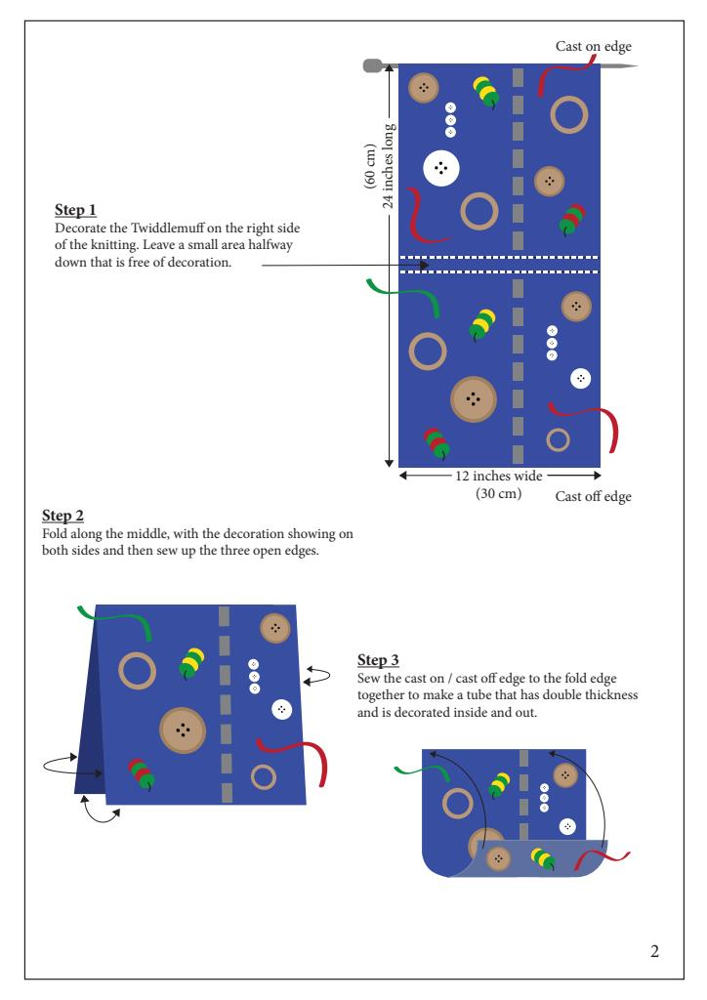 Cast on edge
(60 cm)
24 inches long
Step 1
Decorate the Twiddlemuff on the right side
of the knitting. Leave a small area halfway
down that is free of decoration.
12 inches wide
(30 cm)
Cast off edge
Step 2
Fold along the middle, with the decoration showing on
both sides and then sew up the three open edges.
Step 3
Sew the cast on / cast off edge to the fold edge
together to make a tube that has double thickness
and is decorated inside and out.
2